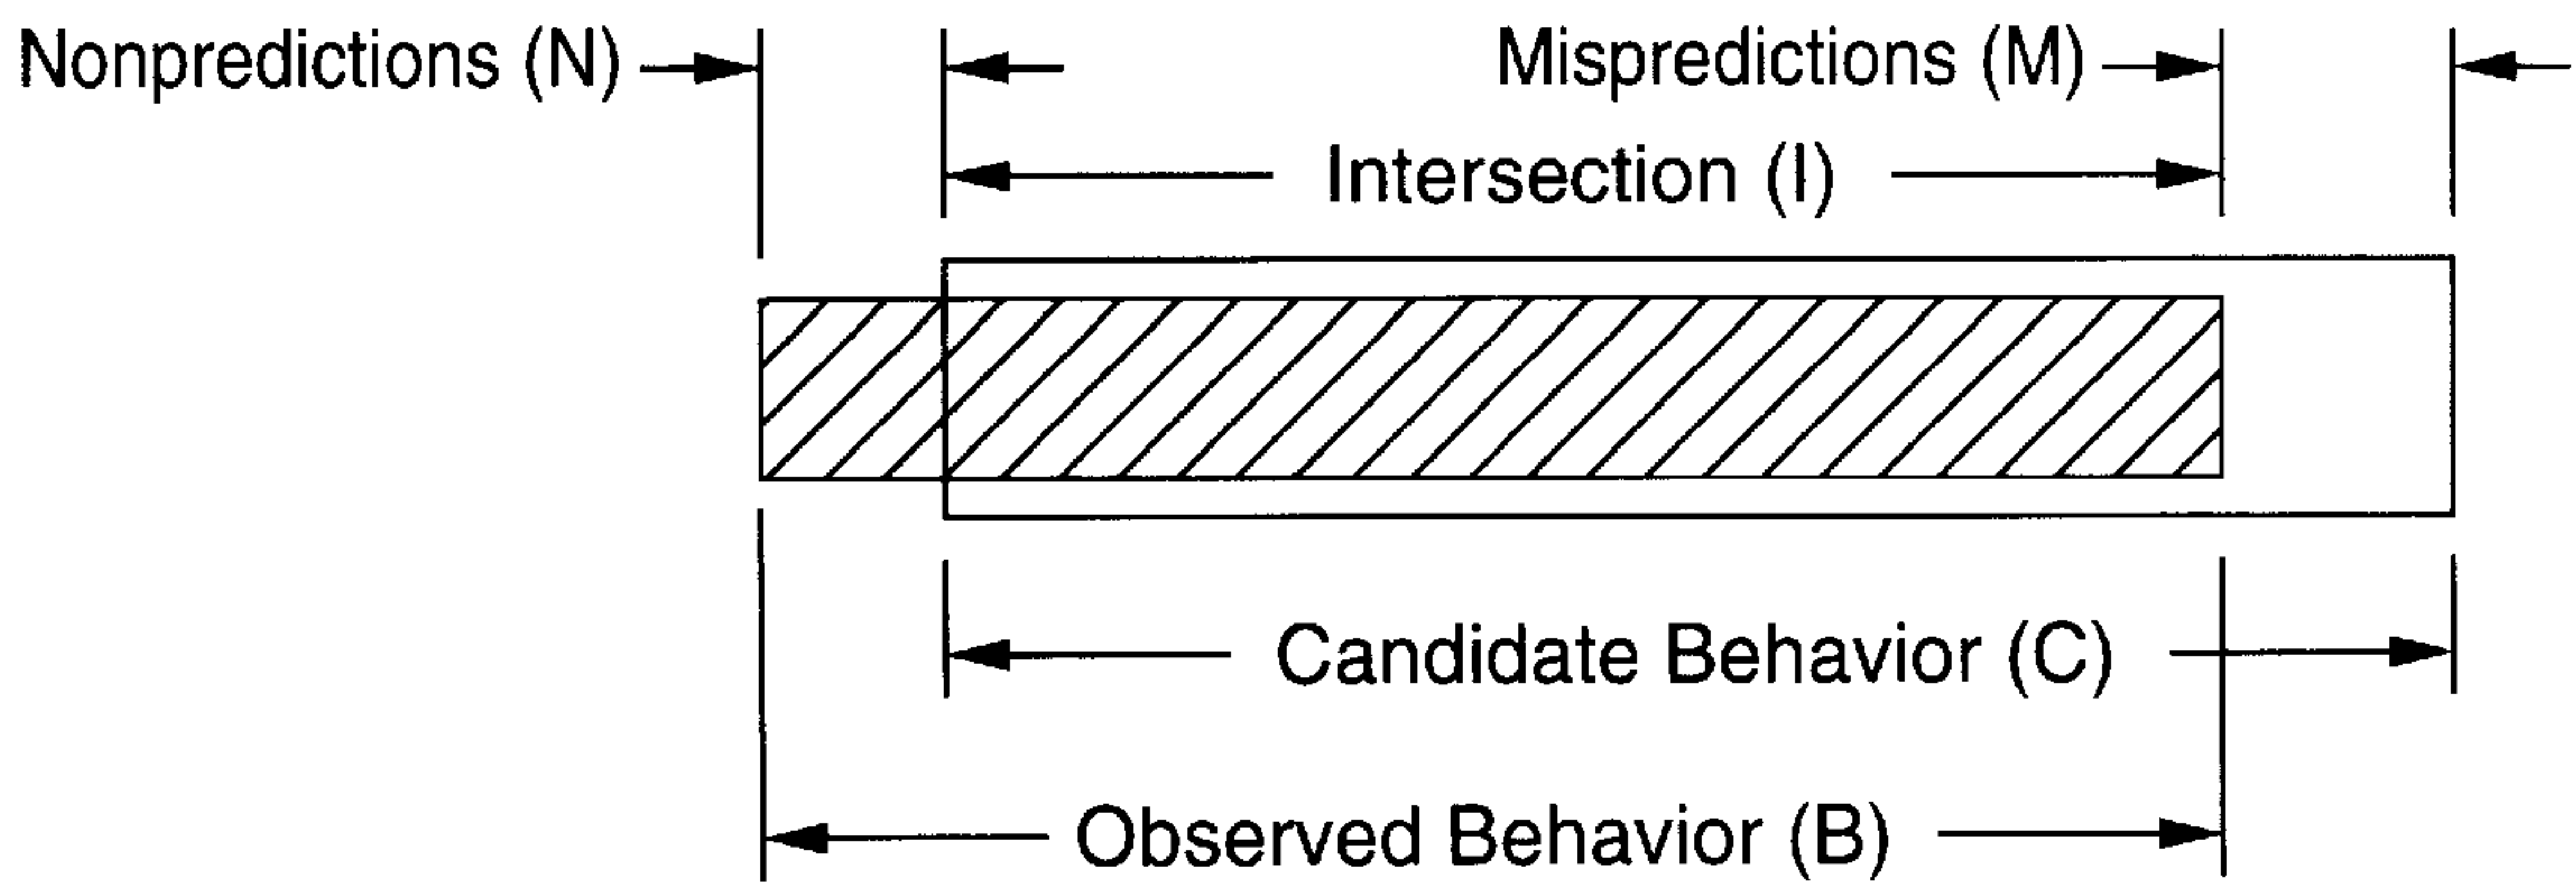 Nonpredictions (N)
Mispredictions (M)
Intersection (I)
Candidate Behavior (C)
Observed Behavior (B)